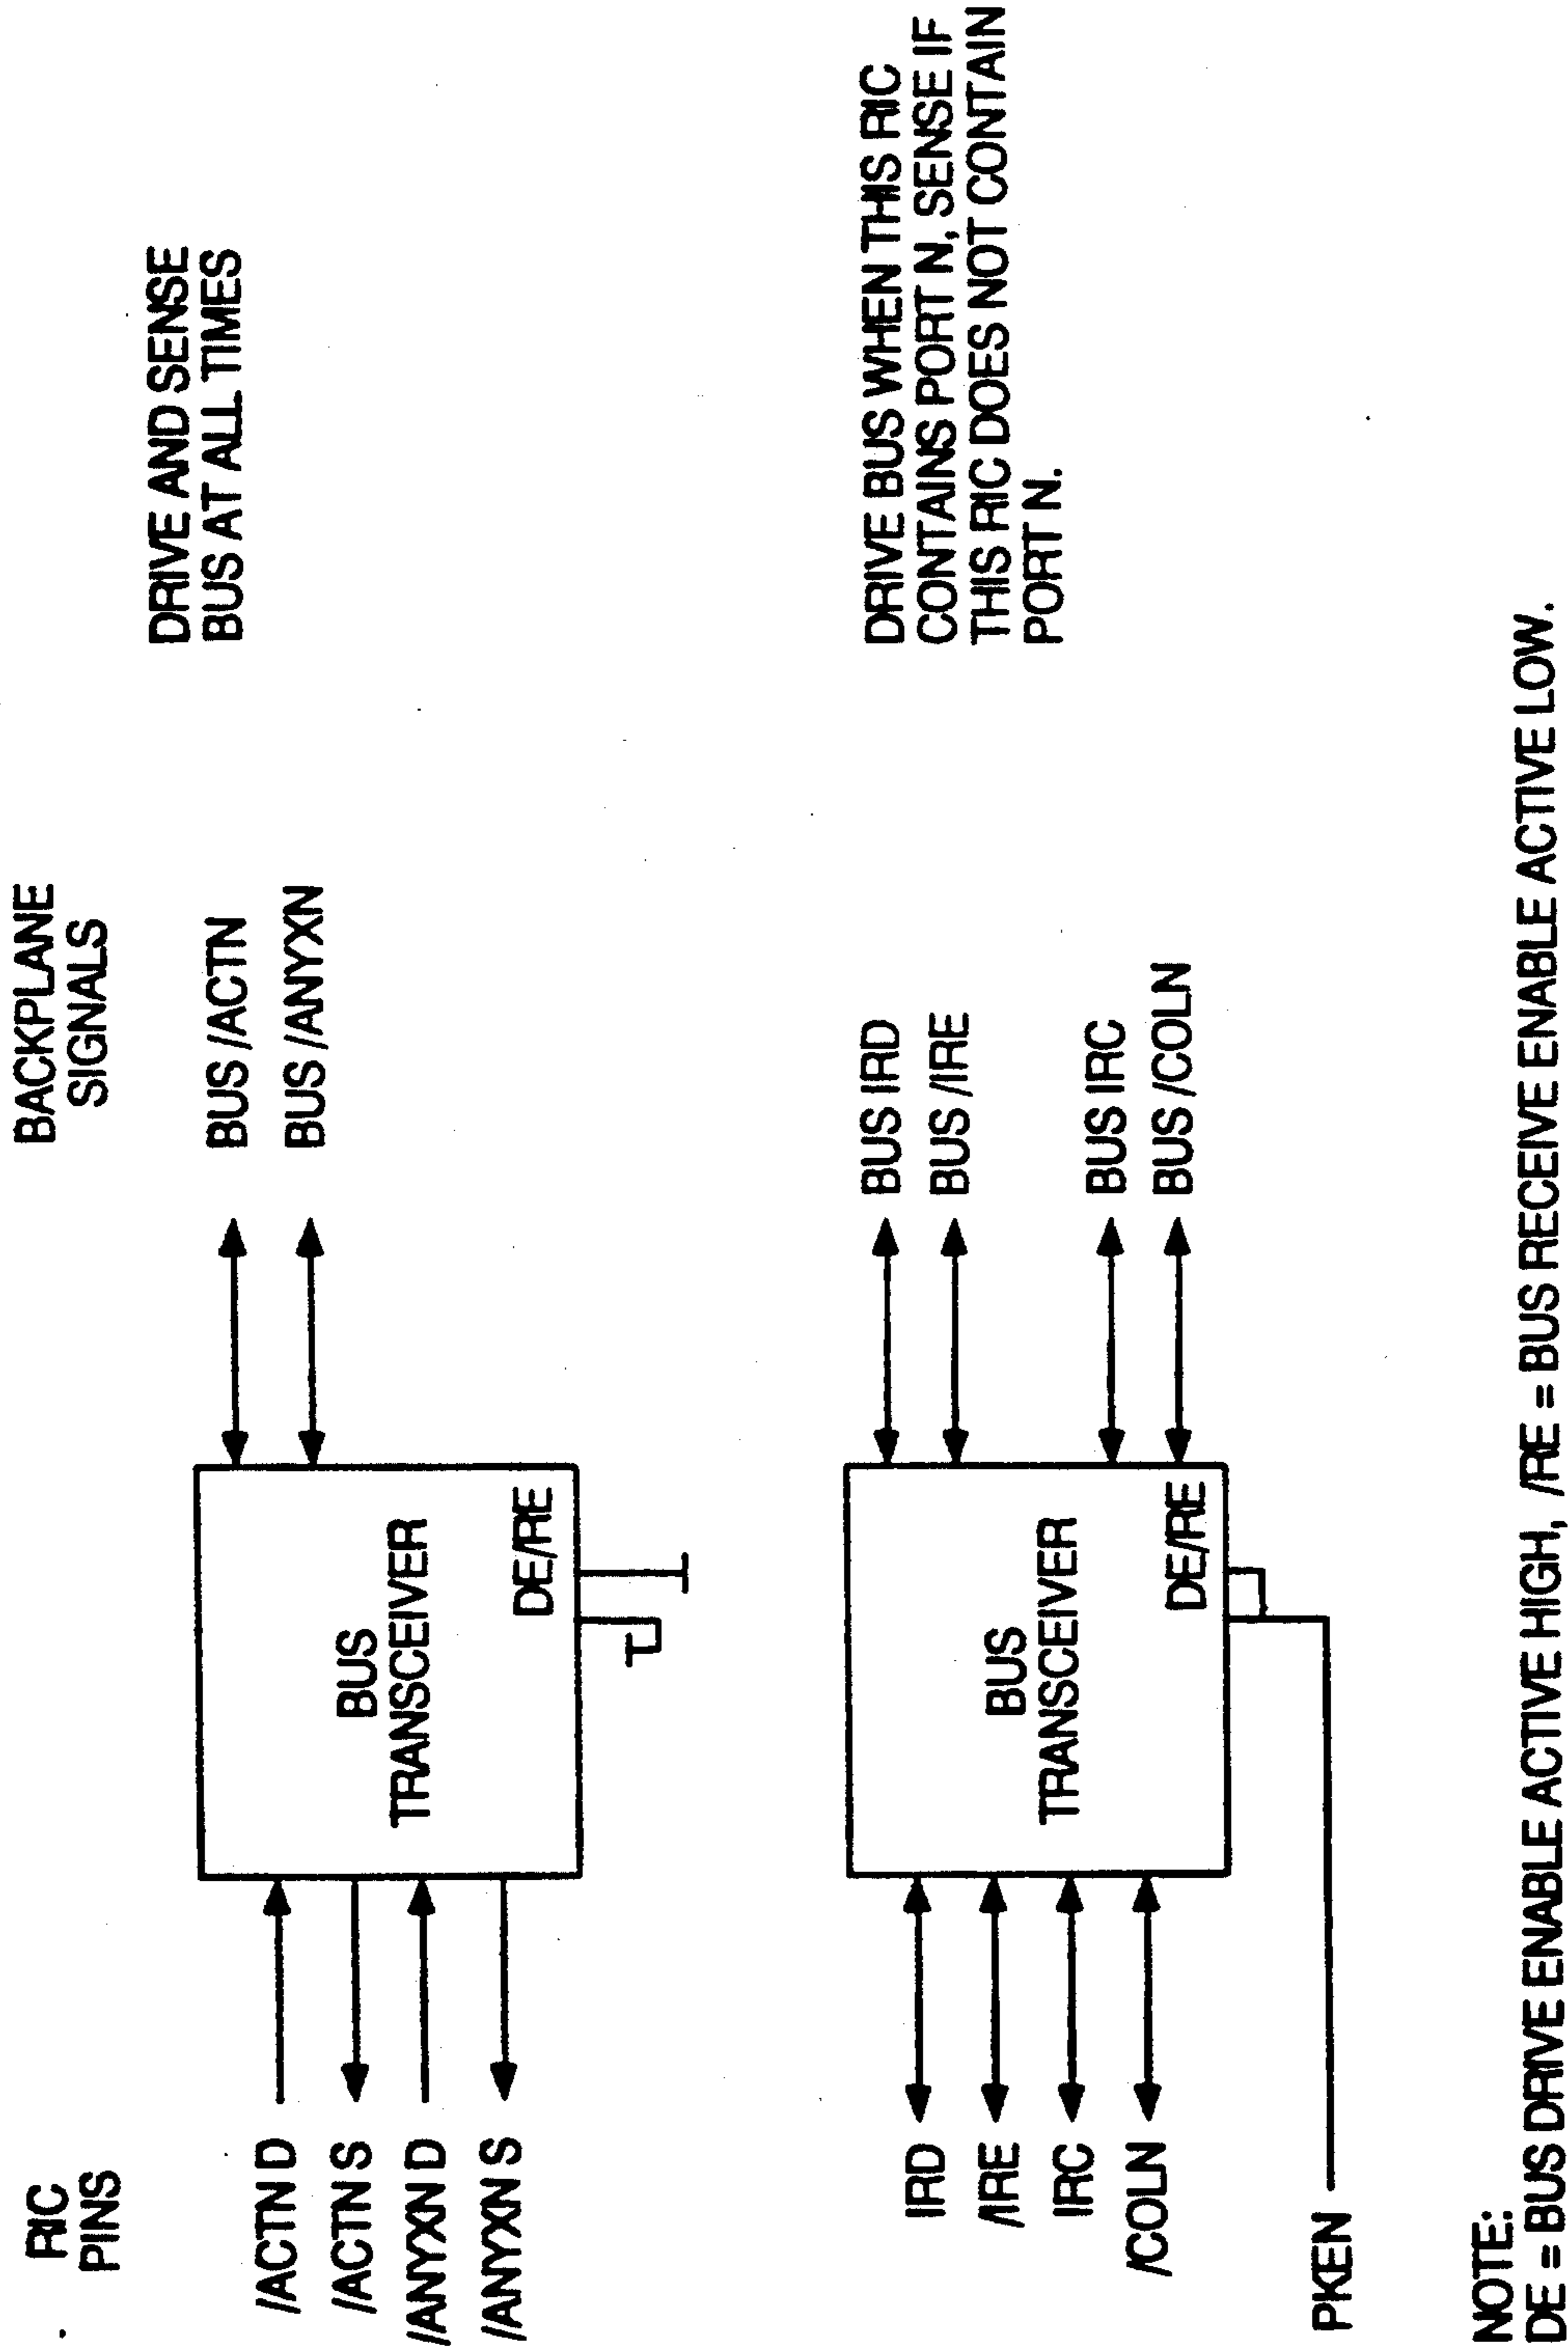 RIC
PINS
BACKPLANE
SIGNALS
/ACTN D
/ACTN S
/ANYXN D
/ANYXN S
BUS
TRANSCEIVER
DE/RE
BUS /ACTN
BUS /ANYXN
DRIVE AND SENSE
BUS AT ALL TIMES
IRD
/IRE
IRC
/COLN
PKEN
BUS
TRANSCEIVER
DE/RE
BUS IRD
BUS /IRE
BUS IRC
BUS /COLN
DRIVE BUS WHEN THIS RIC
CONTAINS PORT N, SENSE IF
THIS RIC DOES NOT CONTAIN
PORT N.
NOTE:
DE = BUS DRIVE ENABLE ACTIVE HIGH, /RE = BUS RECEIVE ENABLE ACTIVE LOW.